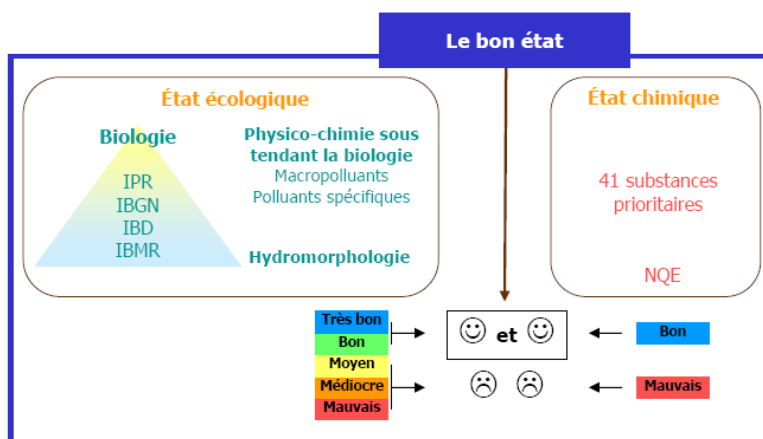 Le bon état
État écologique
Biologie
IPR
IBGN
IBD
IBMR
Physico-chimie sous
tendant la biologie
Macropolluants
Polluants spécifiques
Hydromorphologie
État chimique
41 substances
prioritaires
NQE
Très bon
Bon
Moyen
Médiocre
Mauvais
et
Bon
Mauvais